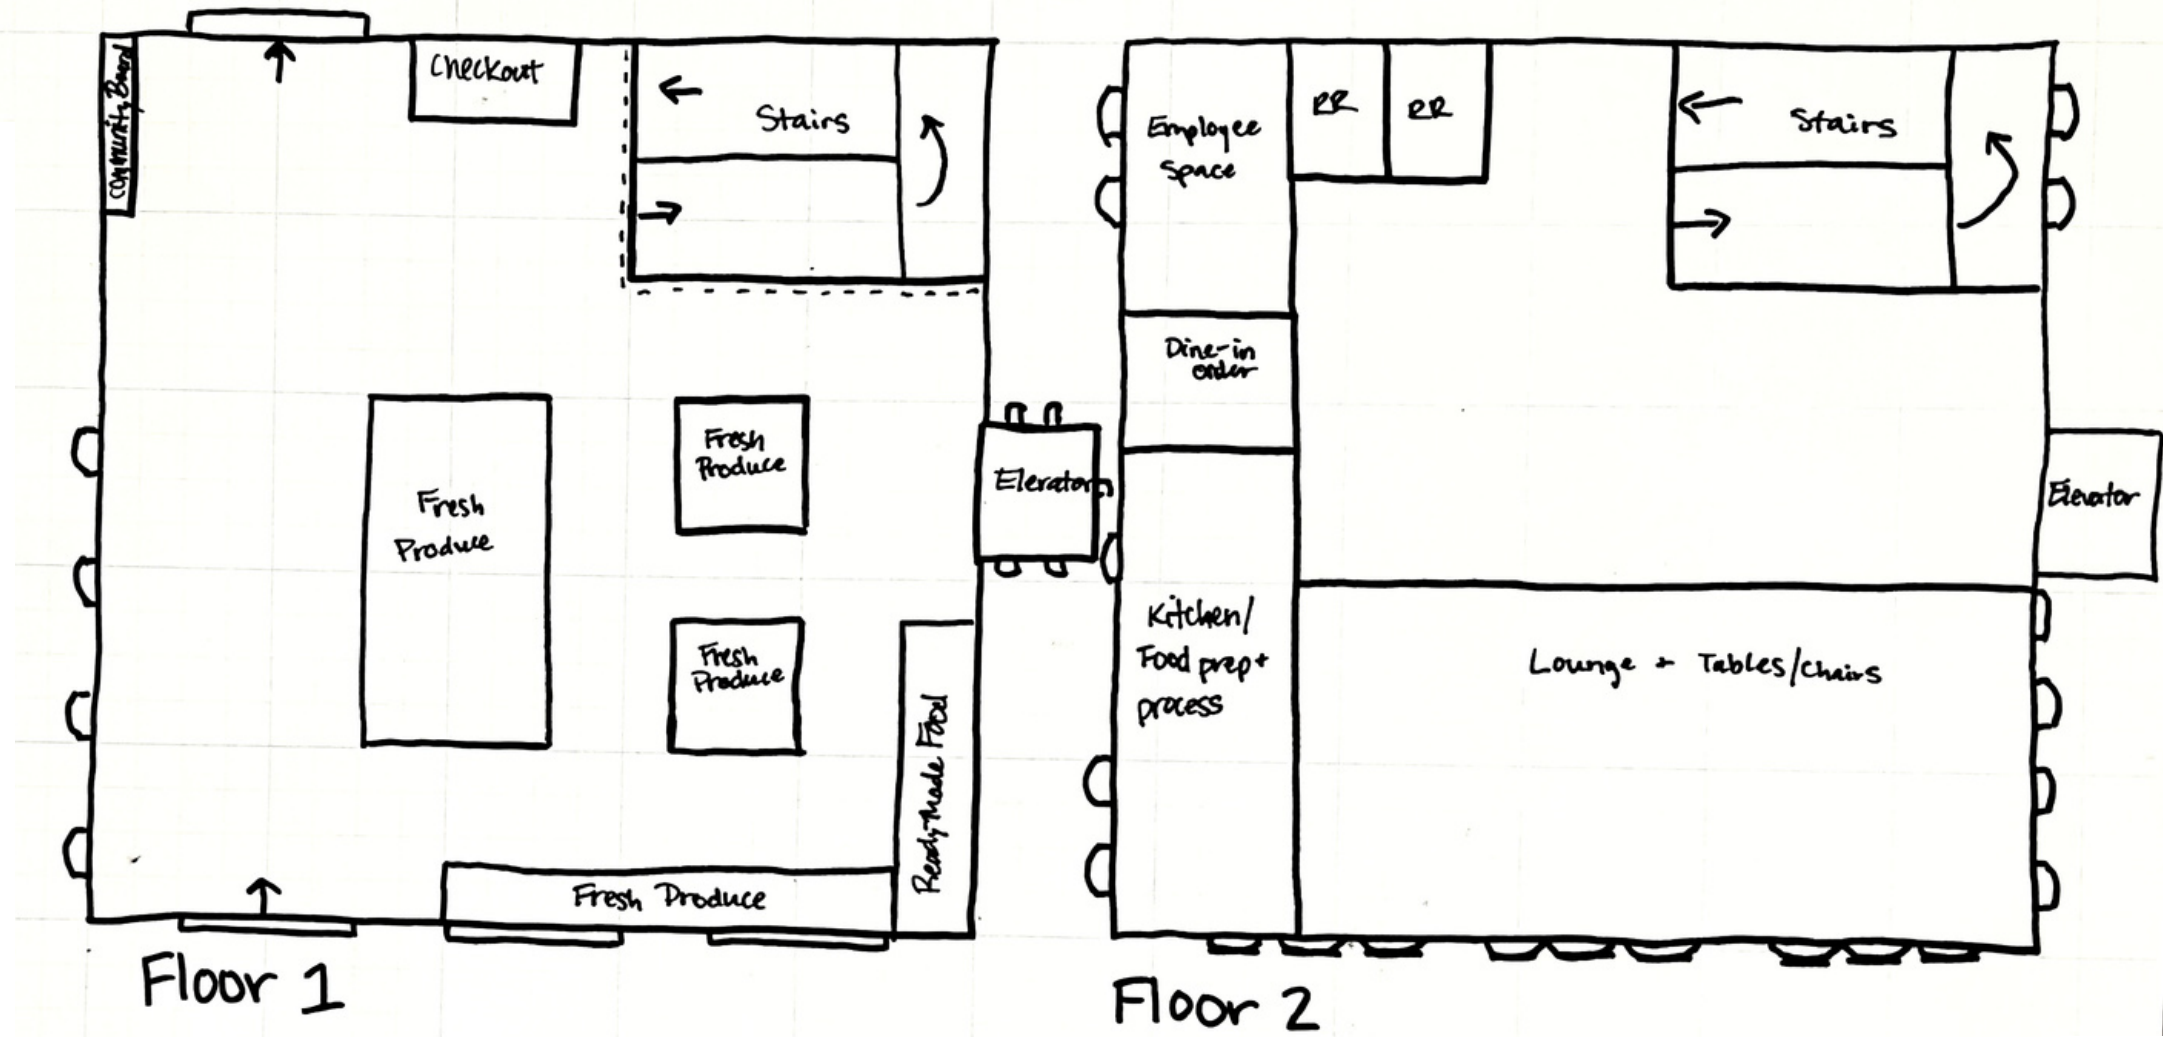 Community Board
Checkout
Stairs
Fresh
Produce
Fresh
Produce
Fresh
Produce
Elevator
Ready-Made Food
Fresh Produce
Floor 1
Employee
Space
RR
RR
Stairs
Dine-in
order
Elevator
Kitchen/
Food prep +
process
Lounge + Tables/Chairs
Floor 2